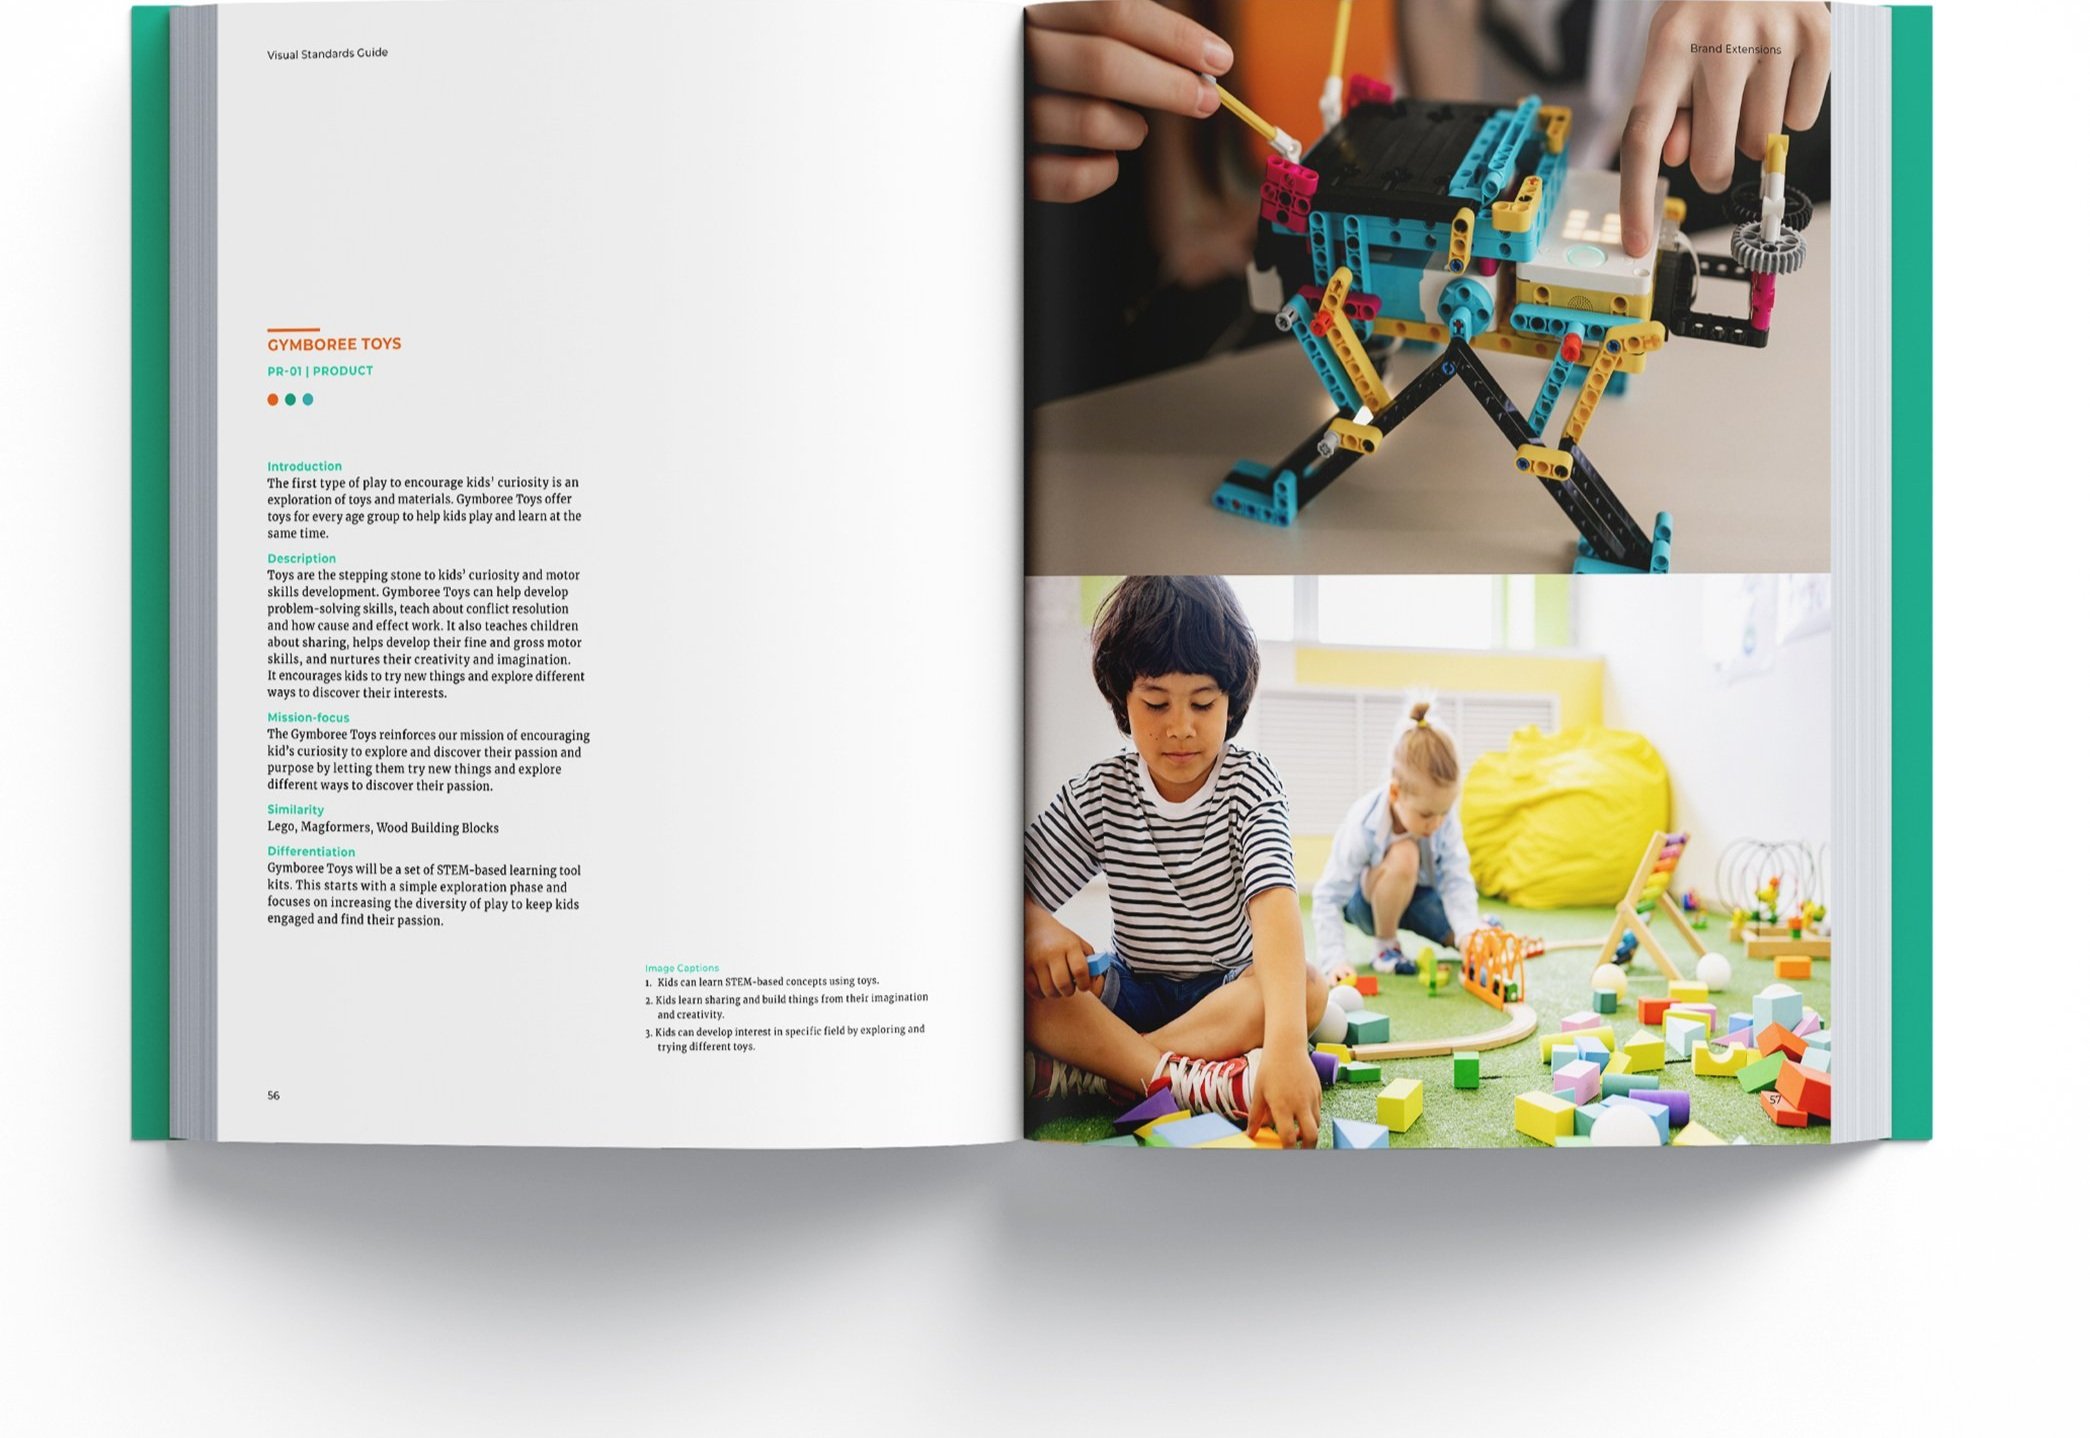 Visual Standards Guide
GYMBOREE TOYS
PR-01 | PRODUCT
Introduction
The first type of play to encourage kids' curiosity is an
exploration of toys and materials. Gymboree Toys offer
toys for every age group to help kids play and learn at the
same time.
Description
Toys are the stepping stone to kids' curiosity and motor
skills development. Gymboree Toys can help develop
problem-solving skills, teach about conflict resolution
and how cause and effect work. It also teaches children
about sharing, helps develop their fine and gross motor
skills, and nurtures their creativity and imagination.
It encourages kids to try new things and explore different
ways to discover their interests.
Mission-focus
The Gymboree Toys reinforces our mission of encouraging
kid's curiosity to explore and discover their passion and
purpose by letting them try new things and explore
different ways to discover their passion.
Similarity
Lego, Magformers, Wood Building Blocks
Differentiation
Gymboree Toys will be a set of STEM-based learning tool
kits. This starts with a simple exploration phase and
focuses on increasing the diversity of play to keep kids
engaged and find their passion.
Image Captions
1. Kids can learn STEM-based concepts using toys.
2. Kids learn sharing and build things from their imagination
and creativity.
3. Kids can develop interest in specific field by exploring and
trying different toys.
56
Brand Extensions
57